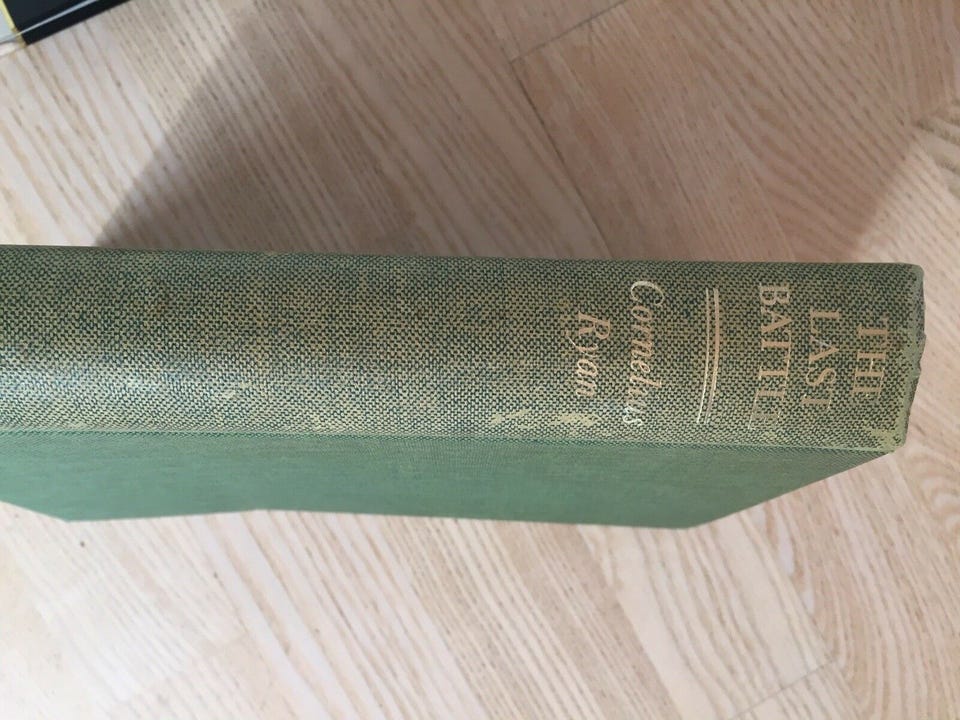 THE
LAST
BATTLE
Cornelius
Ryan